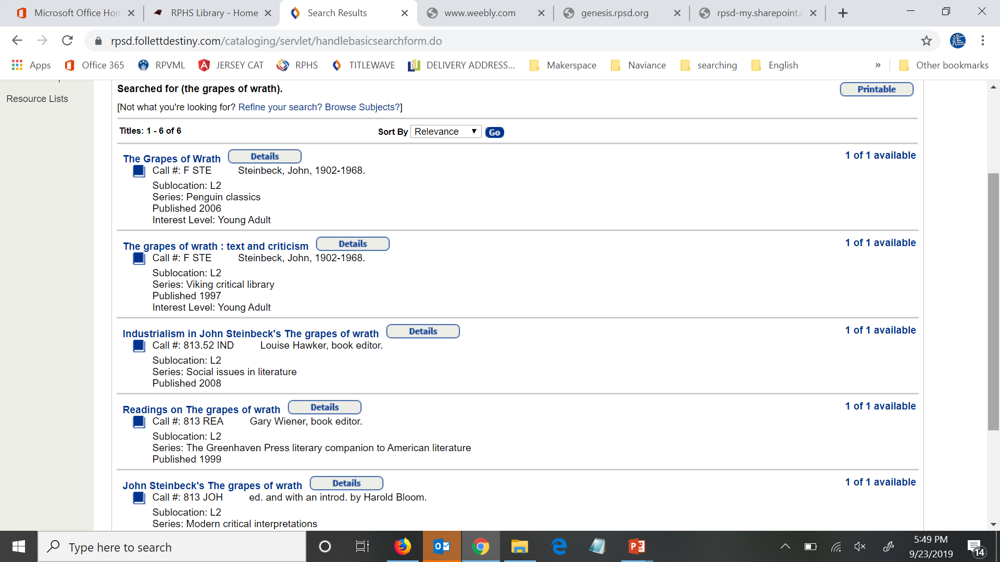 Microsoft Office Hom
RPHS Library - Home
Search Results
www.weebly.com
genesis.rpsd.org
rpsd-my.sharepoint.c
rpsd.follettdestiny.com/cataloging/servlet/handlebasicsearchform.do
Apps
Office 365
RPVML
JERSEY CAT
RPHS
TITLEWAVE
DELIVERY ADDRESS...
Makerspace
Naviance
searching
English
»
Other bookmarks
Resource Lists
Searched for (the grapes of wrath).
Printable
[Not what you're looking for? Refine your search? Browse Subjects?]
Titles: 1 - 6 of 6
Sort By Relevance Go
The Grapes of Wrath Details 1 of 1 available
Call #: F STE Steinbeck, John, 1902-1968.
Sublocation: L2
Series: Penguin classics
Published 2006
Interest Level: Young Adult
The grapes of wrath : text and criticism Details 1 of 1 available
Call #: F STE Steinbeck, John, 1902-1968.
Sublocation: L2
Series: Viking critical library
Published 1997
Interest Level: Young Adult
Industrialism in John Steinbeck's The grapes of wrath Details 1 of 1 available
Call #: 813.52 IND Louise Hawker, book editor.
Sublocation: L2
Series: Social issues in literature
Published 2008
Readings on The grapes of wrath Details 1 of 1 available
Call #: 813 REA Gary Wiener, book editor.
Sublocation: L2
Series: The Greenhaven Press literary companion to American literature
Published 1999
John Steinbeck's The grapes of wrath Details 1 of 1 available
Call #: 813 JOH ed. and with an introd. by Harold Bloom.
Sublocation: L2
Series: Modern critical interpretations
Type here to search
5:49 PM
9/23/2019
14